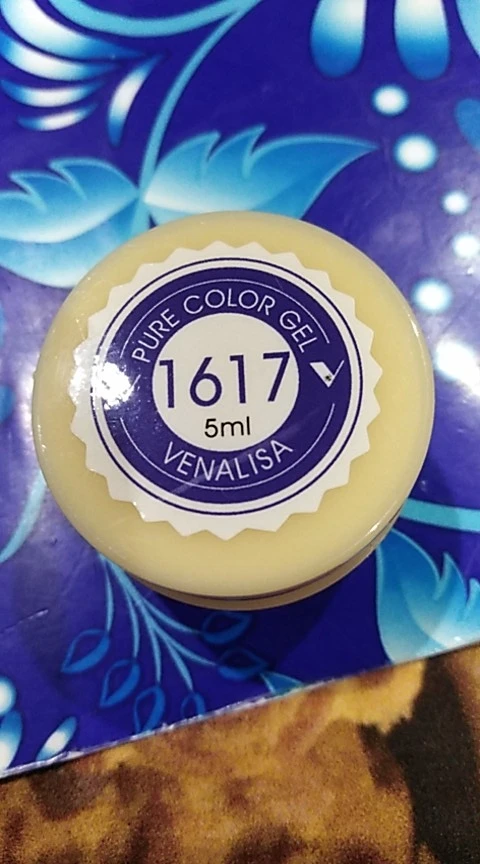 PURE COLOR GEL
1617
5ml
VENALISA